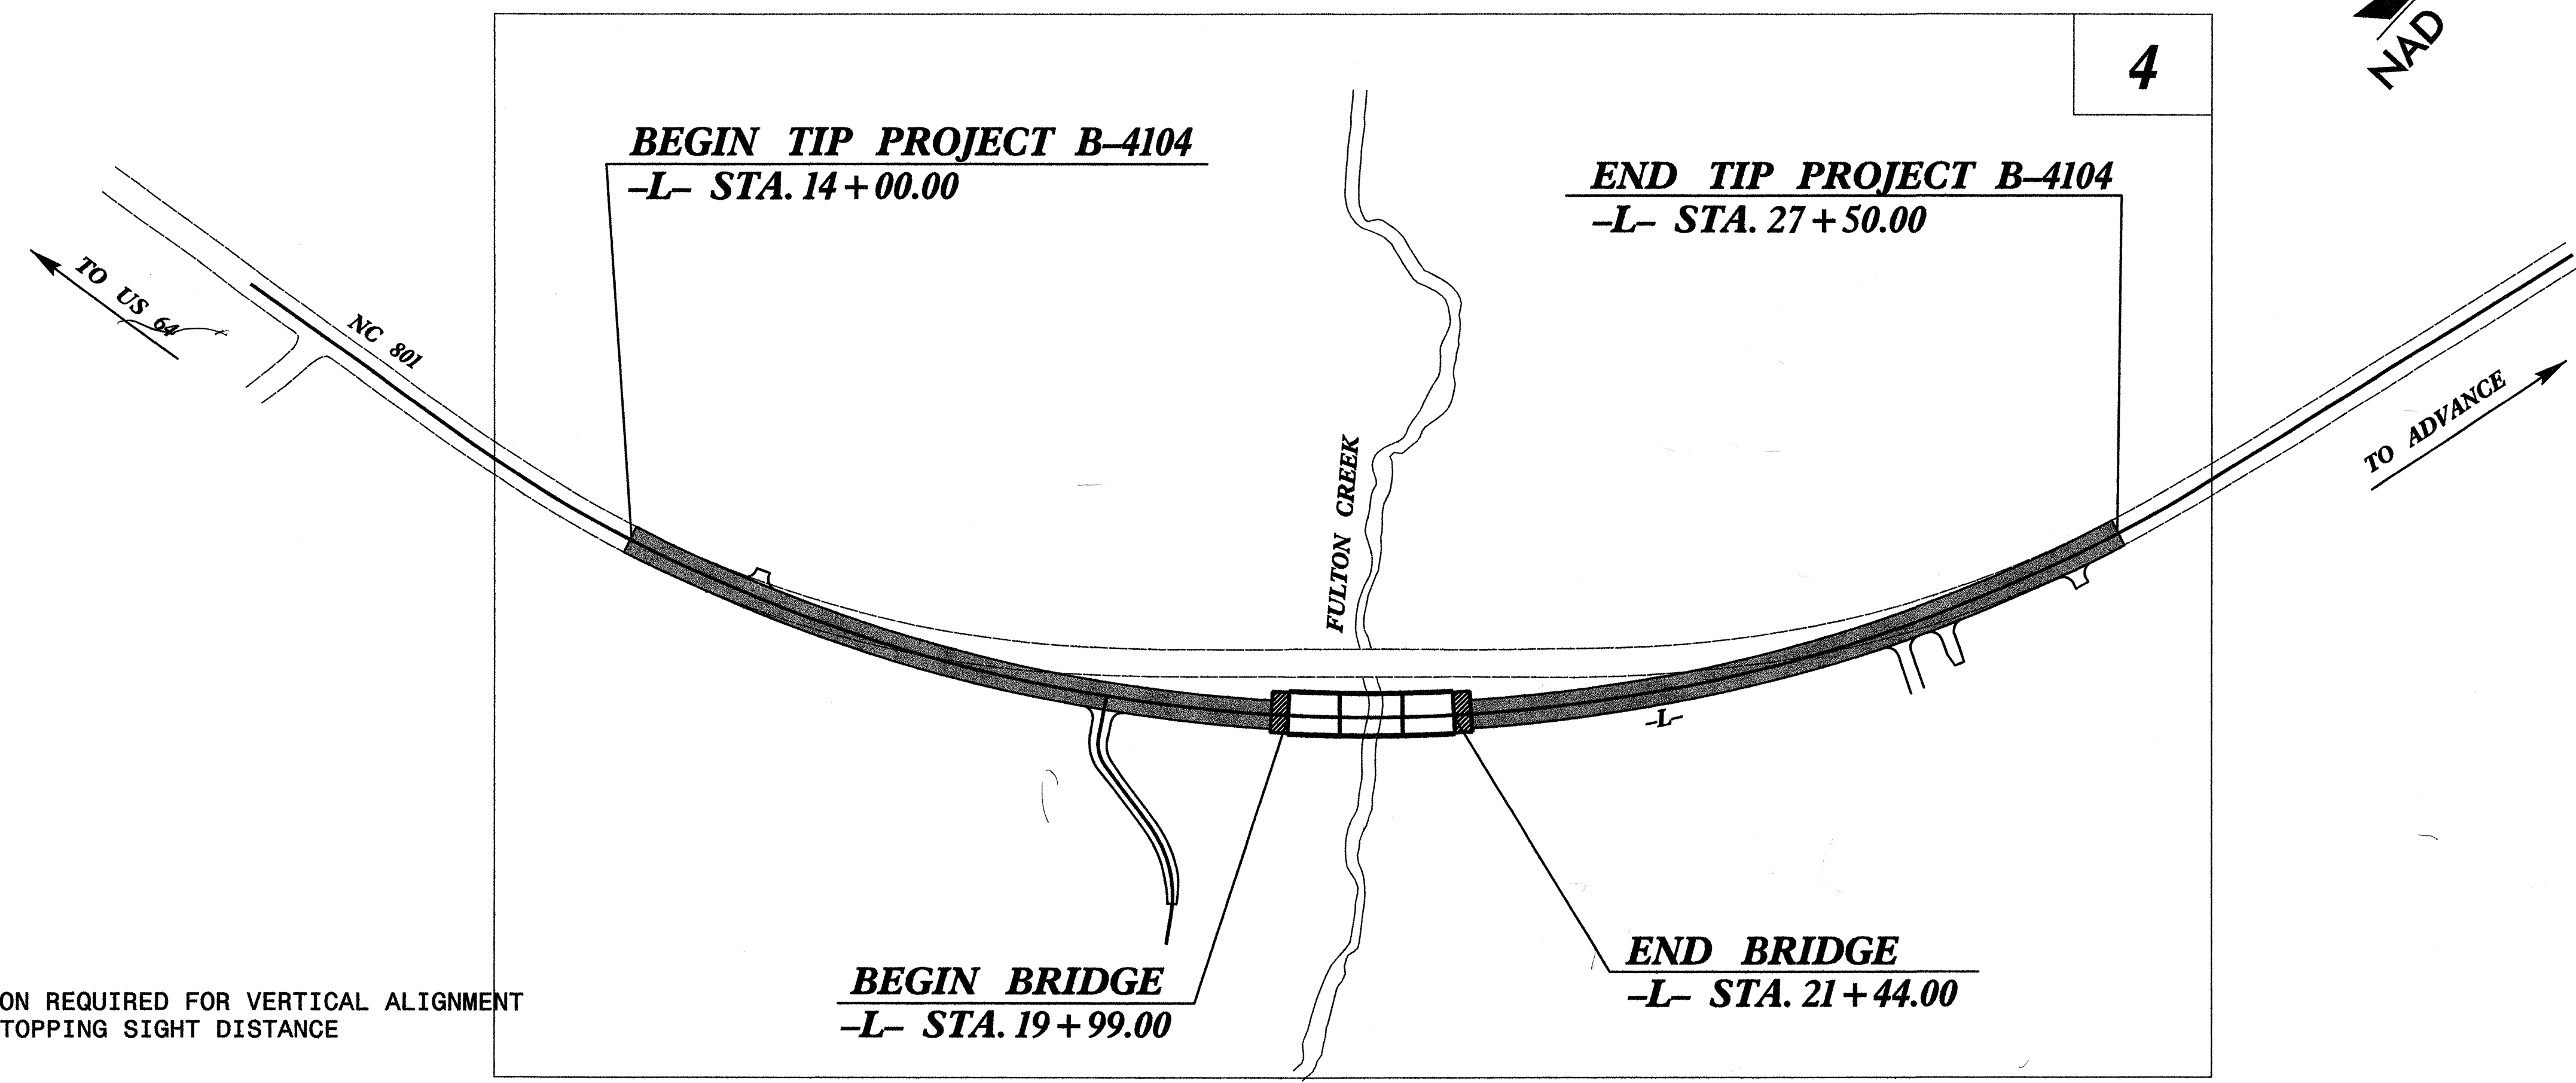 4
NAD
BEGIN TIP PROJECT B–4104
–L– STA. 14+00.00
END TIP PROJECT B–4104
–L– STA. 27+50.00
TO US 64
NC 801
FULTON CREEK
TO ADVANCE
–L–
BEGIN BRIDGE
–L– STA. 19+99.00
END BRIDGE
–L– STA. 21+44.00
ON REQUIRED FOR VERTICAL ALIGNMENT
TOPPING SIGHT DISTANCE